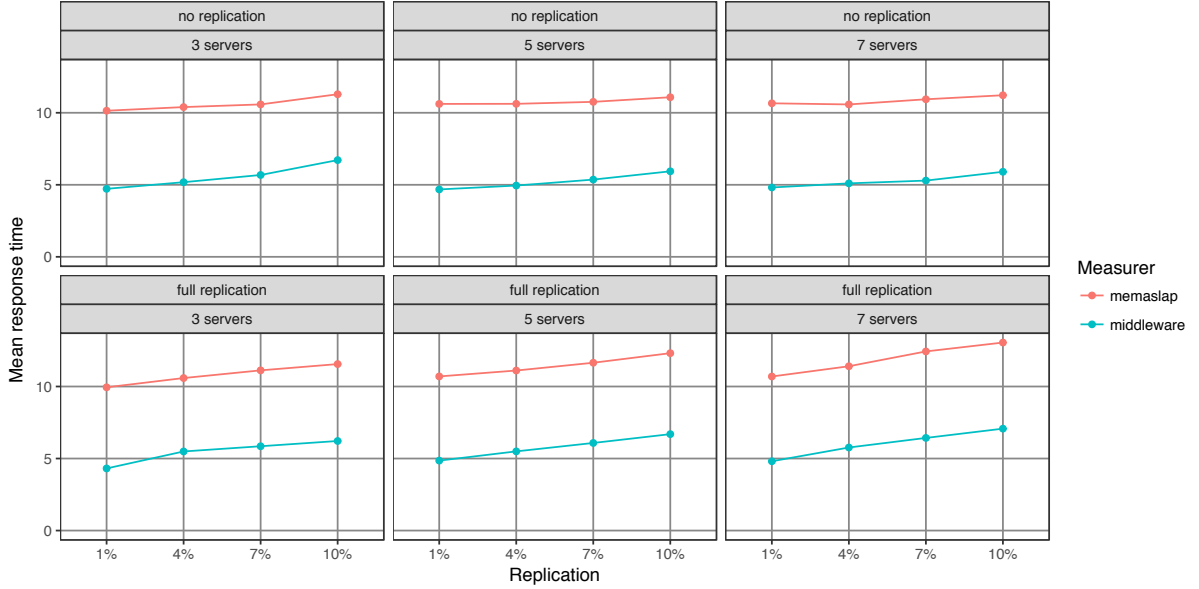 no replication
no replication
no replication
3 servers
5 servers
7 servers
10
5
0
full replication
full replication
full replication
3 servers
5 servers
7 servers
10
5
0
1%
4%
7%
10%
1%
4%
7%
10%
1%
4%
7%
10%
Replication
Mean response time
Measurer
memaslap
middleware